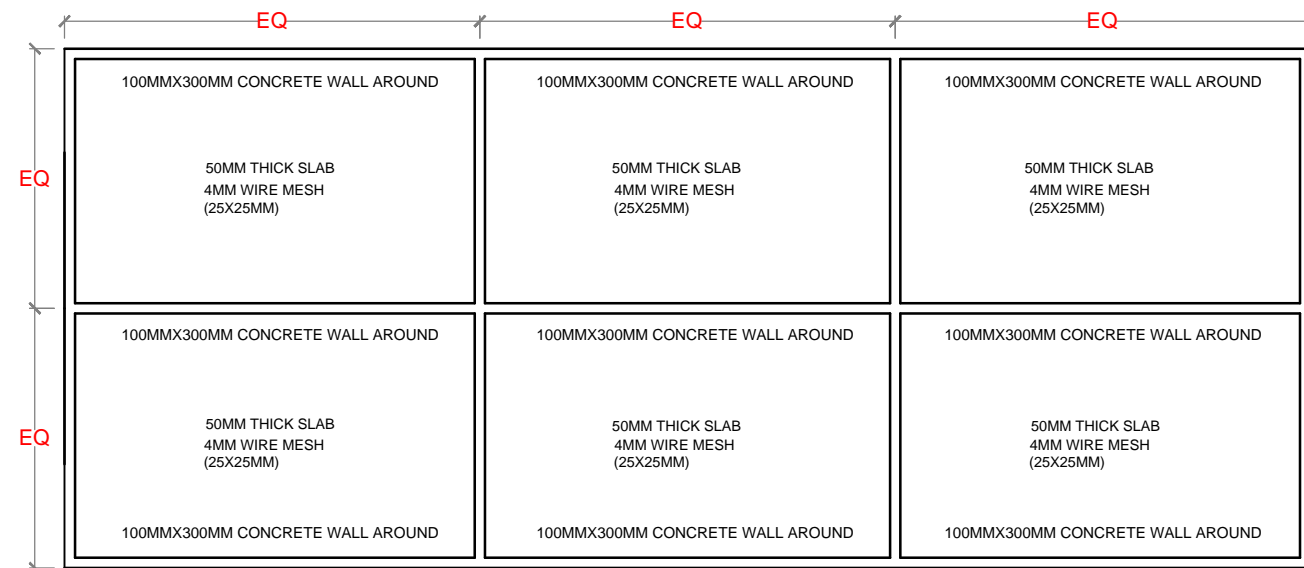 EQ EQ EQ
100MMX300MM CONCRETE WALL AROUND 100MMX300MM CONCRETE WALL AROUND 100MMX300MM CONCRETE WALL AROUND
50MM THICK SLAB 50MM THICK SLAB 50MM THICK SLAB
EQ 4MM WIRE MESH 4MM WIRE MESH 4MM WIRE MESH
(25X25MM) (25X25MM) (25X25MM)
100MMX300MM CONCRETE WALL AROUND 100MMX300MM CONCRETE WALL AROUND 100MMX300MM CONCRETE WALL AROUND
50MM THICK SLAB 50MM THICK SLAB 50MM THICK SLAB
EQ 4MM WIRE MESH 4MM WIRE MESH 4MM WIRE MESH
(25X25MM) (25X25MM) (25X25MM)
100MMX300MM CONCRETE WALL AROUND 100MMX300MM CONCRETE WALL AROUND 100MMX300MM CONCRETE WALL AROUND